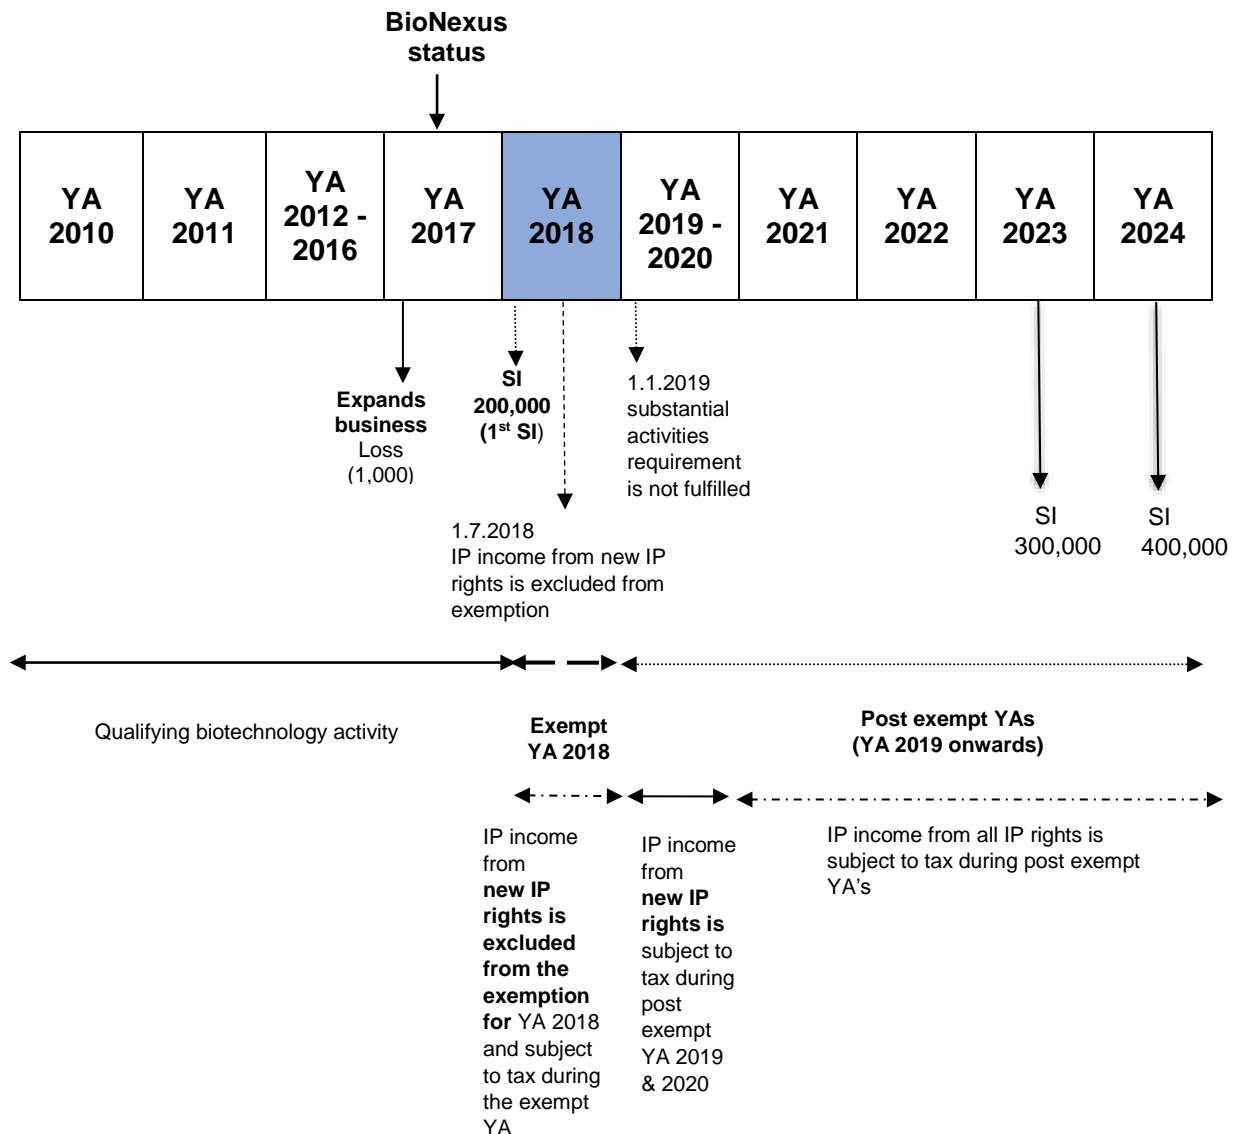 BioNexus
status
YA
2010
YA
2011
YA
2012 -
2016
YA
2017
YA
2018
YA
2019 -
2020
YA
2021
YA
2022
YA
2023
YA
2024
Expands
business
Loss
(1,000)
SI
200,000
(1st SI)
1.1.2019
substantial
activities
requirement
is not fulfilled
SI
300,000
SI
400,000
1.7.2018
IP income from new IP
rights is excluded from
exemption
Qualifying biotechnology activity
Exempt
YA 2018
Post exempt YAs
(YA 2019 onwards)
IP income
from
new IP
rights is
excluded
from the
exemption
for YA 2018
and subject
to tax during
the exempt
YA
IP income
from
new IP
rights is
subject to
tax during
post
exempt
YA 2019
& 2020
IP income from all IP rights is
subject to tax during post exempt
YA's